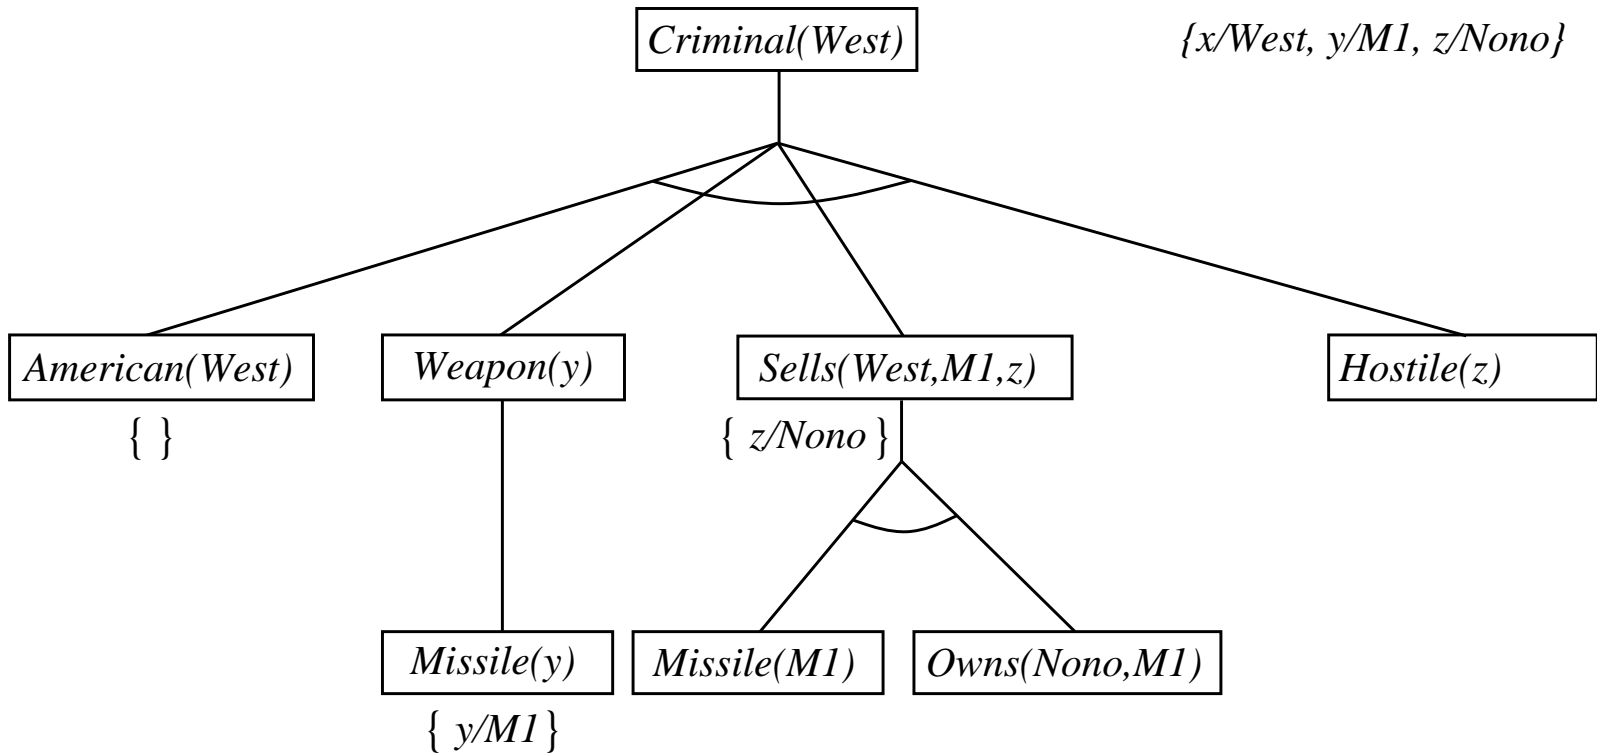 Criminal(West)
{x/West, y/M1, z/Nono}
American(West)
Weapon(y)
Sells(West,M1,z)
Hostile(z)
{ }
{ z/Nono }
Missile(y)
Missile(M1)
Owns(Nono,M1)
{ y/M1 }